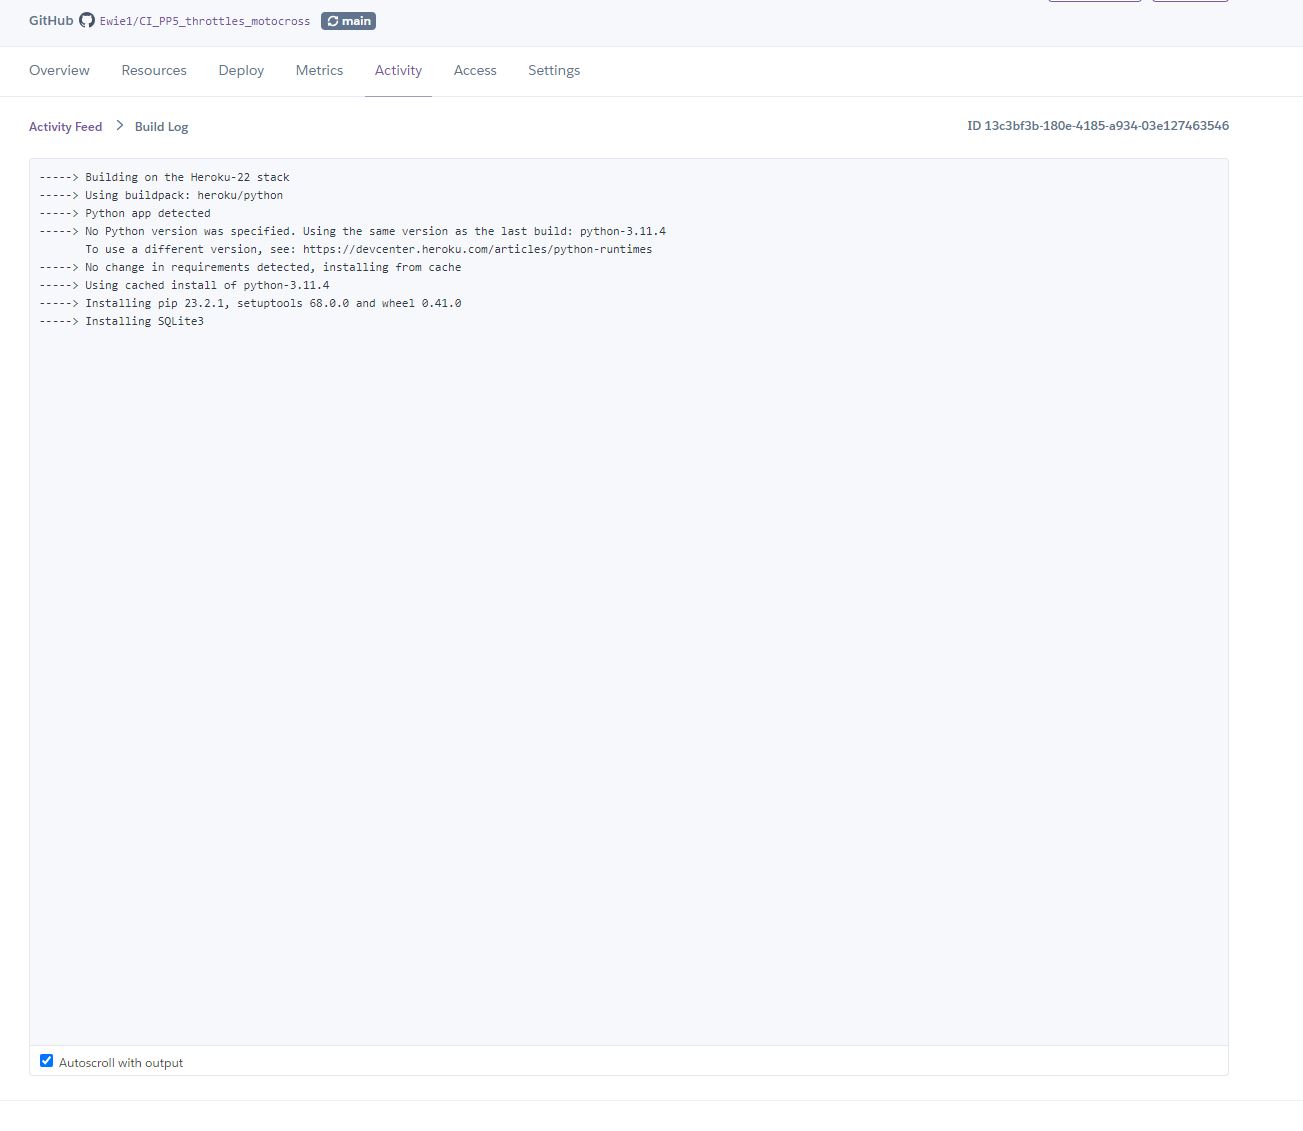 GitHub Ewie1/CI_PP5_throttles_motocross main
Overview Resources Deploy Metrics Activity Access Settings
Activity Feed > Build Log ID 13c3bf3b-180e-4185-a934-03e127463546
-----> Building on the Heroku-22 stack
-----> Using buildpack: heroku/python
-----> Python app detected
-----> No Python version was specified. Using the same version as the last build: python-3.11.4
To use a different version, see: https://devcenter.heroku.com/articles/python-runtimes
-----> No change in requirements detected, installing from cache
-----> Using cached install of python-3.11.4
-----> Installing pip 23.2.1, setuptools 68.0.0 and wheel 0.41.0
-----> Installing SQLite3
Autoscroll with output